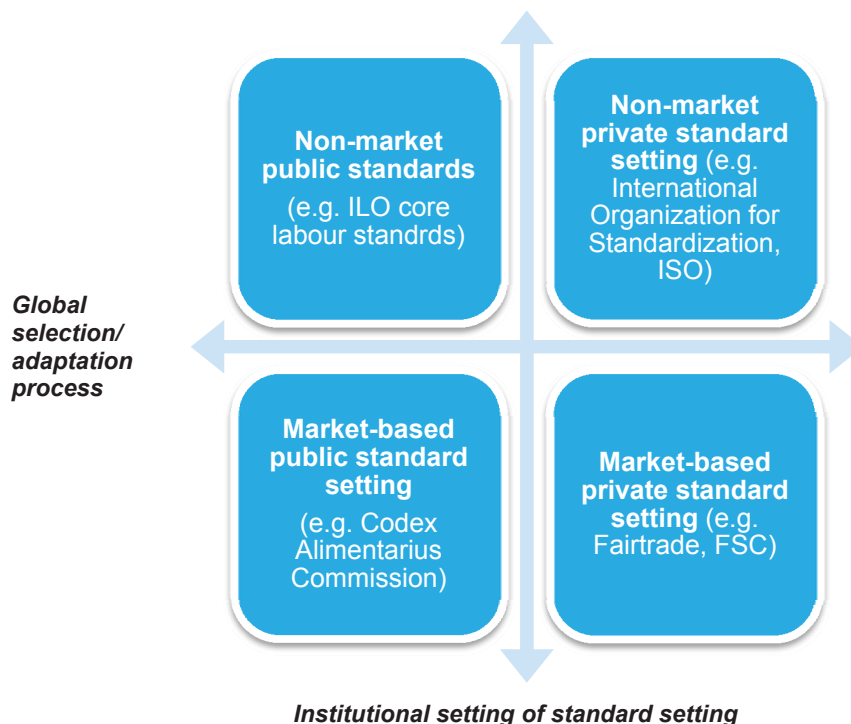 Non-market
public standards
(e.g. ILO core
labour standrds)
Non-market
private standard
setting (e.g.
International
Organization for
Standardization,
ISO)
Global
selection/
adaptation
process
Market-based
public standard
setting
(e.g. Codex
Alimentarius
Commission)
Market-based
private standard
setting (e.g.
Fairtrade, FSC)
Institutional setting of standard setting